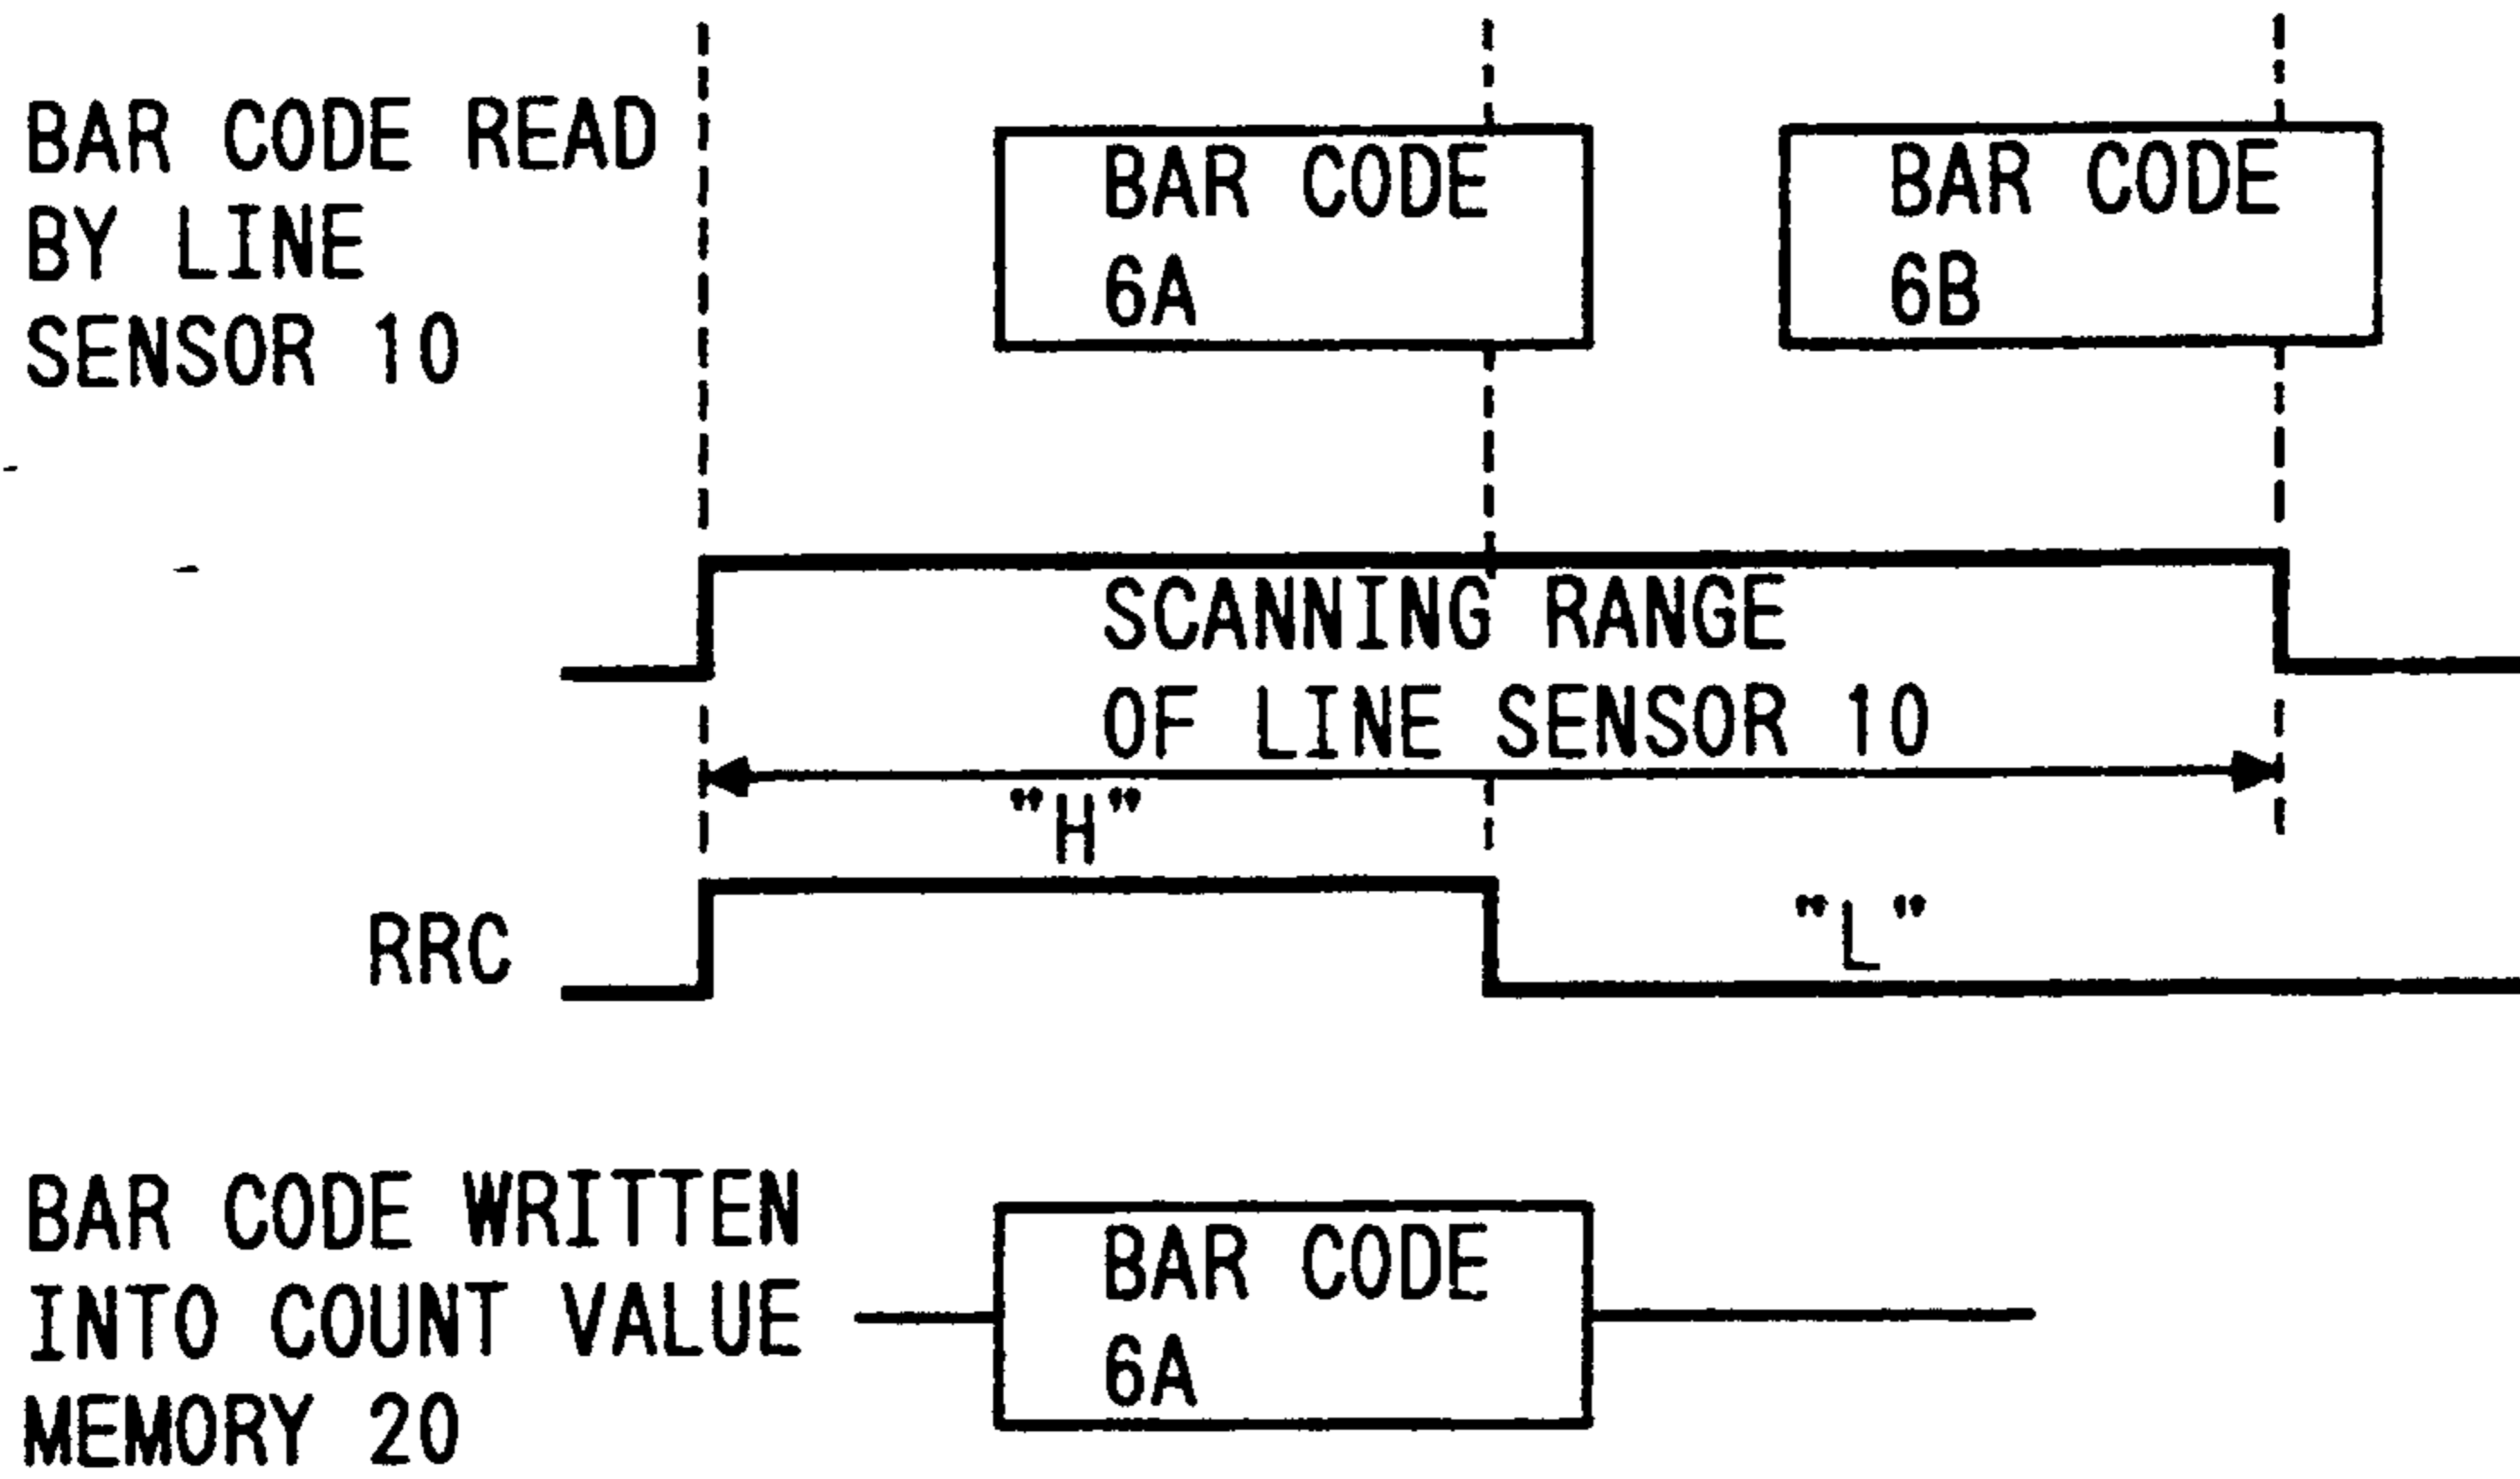 BAR CODE READ
BY LINE
SENSOR 10
BAR CODE
6A
BAR CODE
6B
SCANNING RANGE
OF LINE SENSOR 10
"H"
RRC
"L"
BAR CODE WRITTEN
INTO COUNT VALUE
MEMORY 20
BAR CODE
6A